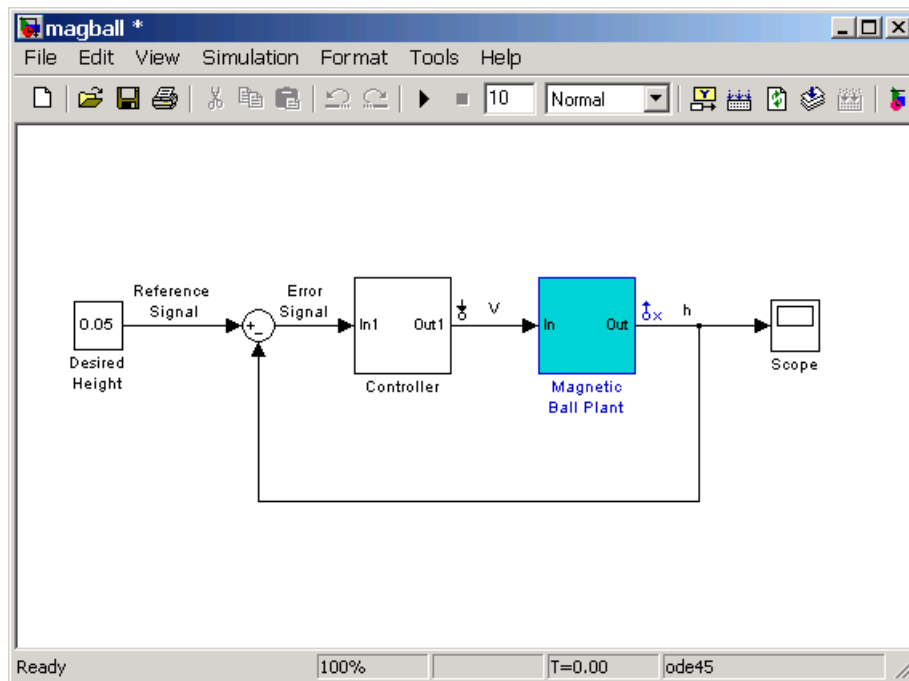 magball *
File Edit View Simulation Format Tools Help
10 Normal
Reference
Signal
Error
Signal
0.05
+
-
In1 Out1
V
In Out
x
h
Desired
Height
Controller
Magnetic
Ball Plant
Scope
Ready 100% T=0.00 ode45